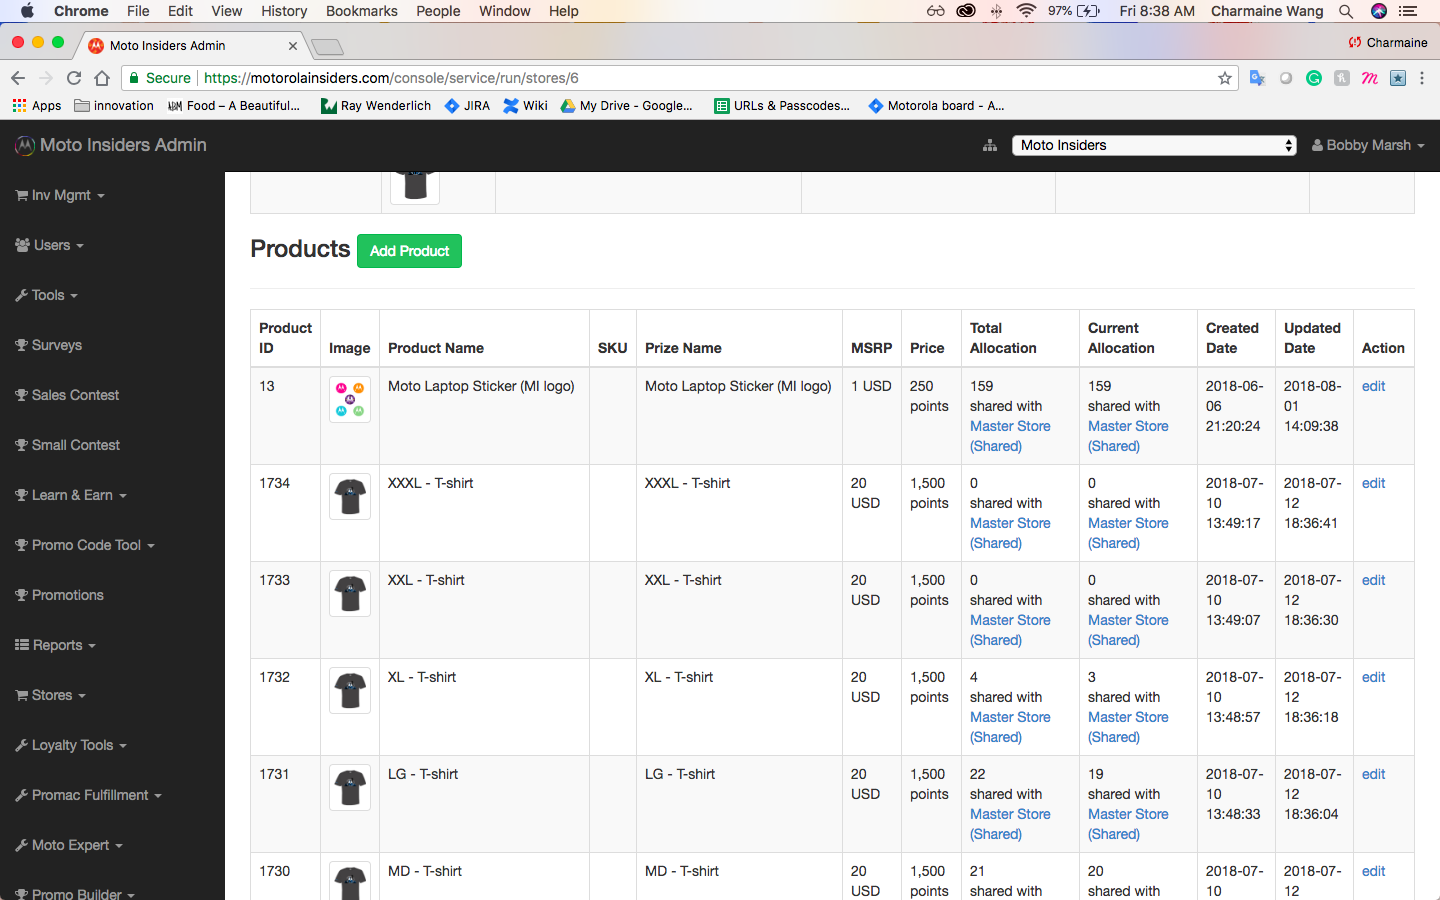 Chrome File Edit View History Bookmarks People Window Help 97% Fri 8:38 AM Charmaine Wang
Moto Insiders Admin Charmaine
Secure https://motorolainsiders.com/console/service/run/stores/6
Apps innovation Food – A Beautiful... Ray Wenderlich JIRA Wiki My Drive - Google... URLs & Passcodes... Motorola board - A...
Moto Insiders Admin Moto Insiders Bobby Marsh
Inv Mgmt
Users
Tools
Surveys
Sales Contest
Small Contest
Learn & Earn
Promo Code Tool
Promotions
Reports
Stores
Loyalty Tools
Promac Fulfillment
Moto Expert
Promo Builder
Products Add Product
Product Total Current Created Updated
ID Image Product Name SKU Prize Name MSRP Price Allocation Allocation Date Date Action
13 Moto Laptop Sticker (MI logo) Moto Laptop Sticker (MI logo) 1 USD 250 159 159 2018-06- 2018-08- edit
points shared with shared with 06 01
Master Store Master Store 21:20:24 14:09:38
(Shared) (Shared)
1734 XXXL - T-shirt XXXL - T-shirt 20 1,500 0 0 2018-07- 2018-07- edit
USD points shared with shared with 10 12
Master Store Master Store 13:49:17 18:36:41
(Shared) (Shared)
1733 XXL - T-shirt XXL - T-shirt 20 1,500 0 0 2018-07- 2018-07- edit
USD points shared with shared with 10 12
Master Store Master Store 13:49:07 18:36:30
(Shared) (Shared)
1732 XL - T-shirt XL - T-shirt 20 1,500 4 3 2018-07- 2018-07- edit
USD points shared with shared with 10 12
Master Store Master Store 13:48:57 18:36:18
(Shared) (Shared)
1731 LG - T-shirt LG - T-shirt 20 1,500 22 19 2018-07- 2018-07- edit
USD points shared with shared with 10 12
Master Store Master Store 13:48:33 18:36:04
(Shared) (Shared)
1730 MD - T-shirt MD - T-shirt 20 1,500 21 20 2018-07- 2018-07- edit
USD points shared with shared with 10 12